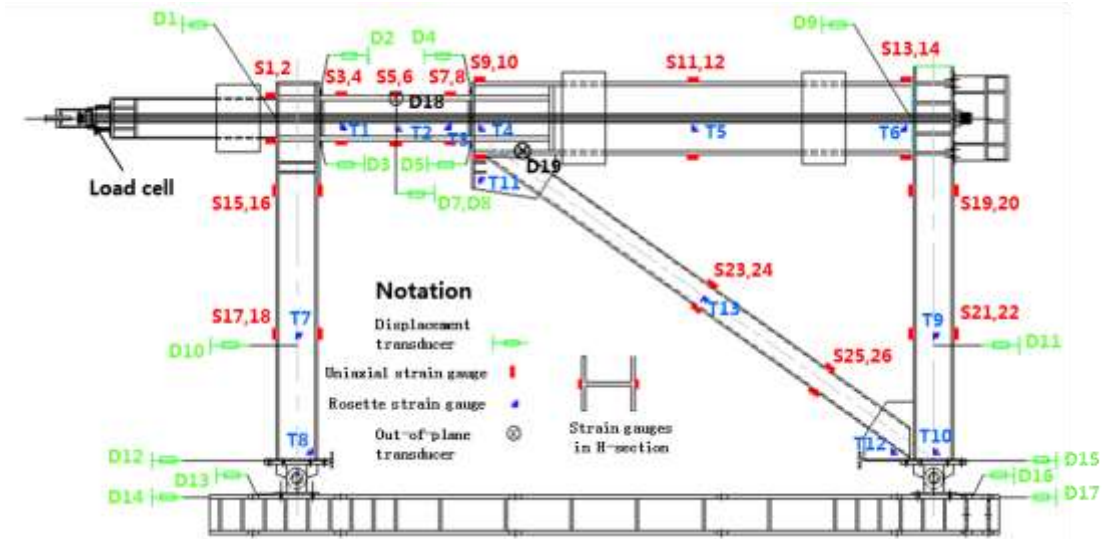 D1
D2 D4
D9
S1,2
S3,4
S5,6
S7,8
S9,10
S11,12
S13,14
D18
T1
T2
T3
T4
T5
T6
Load cell
D3
D5
D19
T11
D7,D8
S15,16
S19,20
S23,24
T13
Notation
S17,18
T7
T9
S21,22
D10
D11
Displacement
transducer
Uniaxial strain gauge
Rosette strain gauge
Out-of-plane
transducer
Strain gauges
in H-section
S25,26
T8
T12
T10
D12
D15
D13
D16
D14
D17